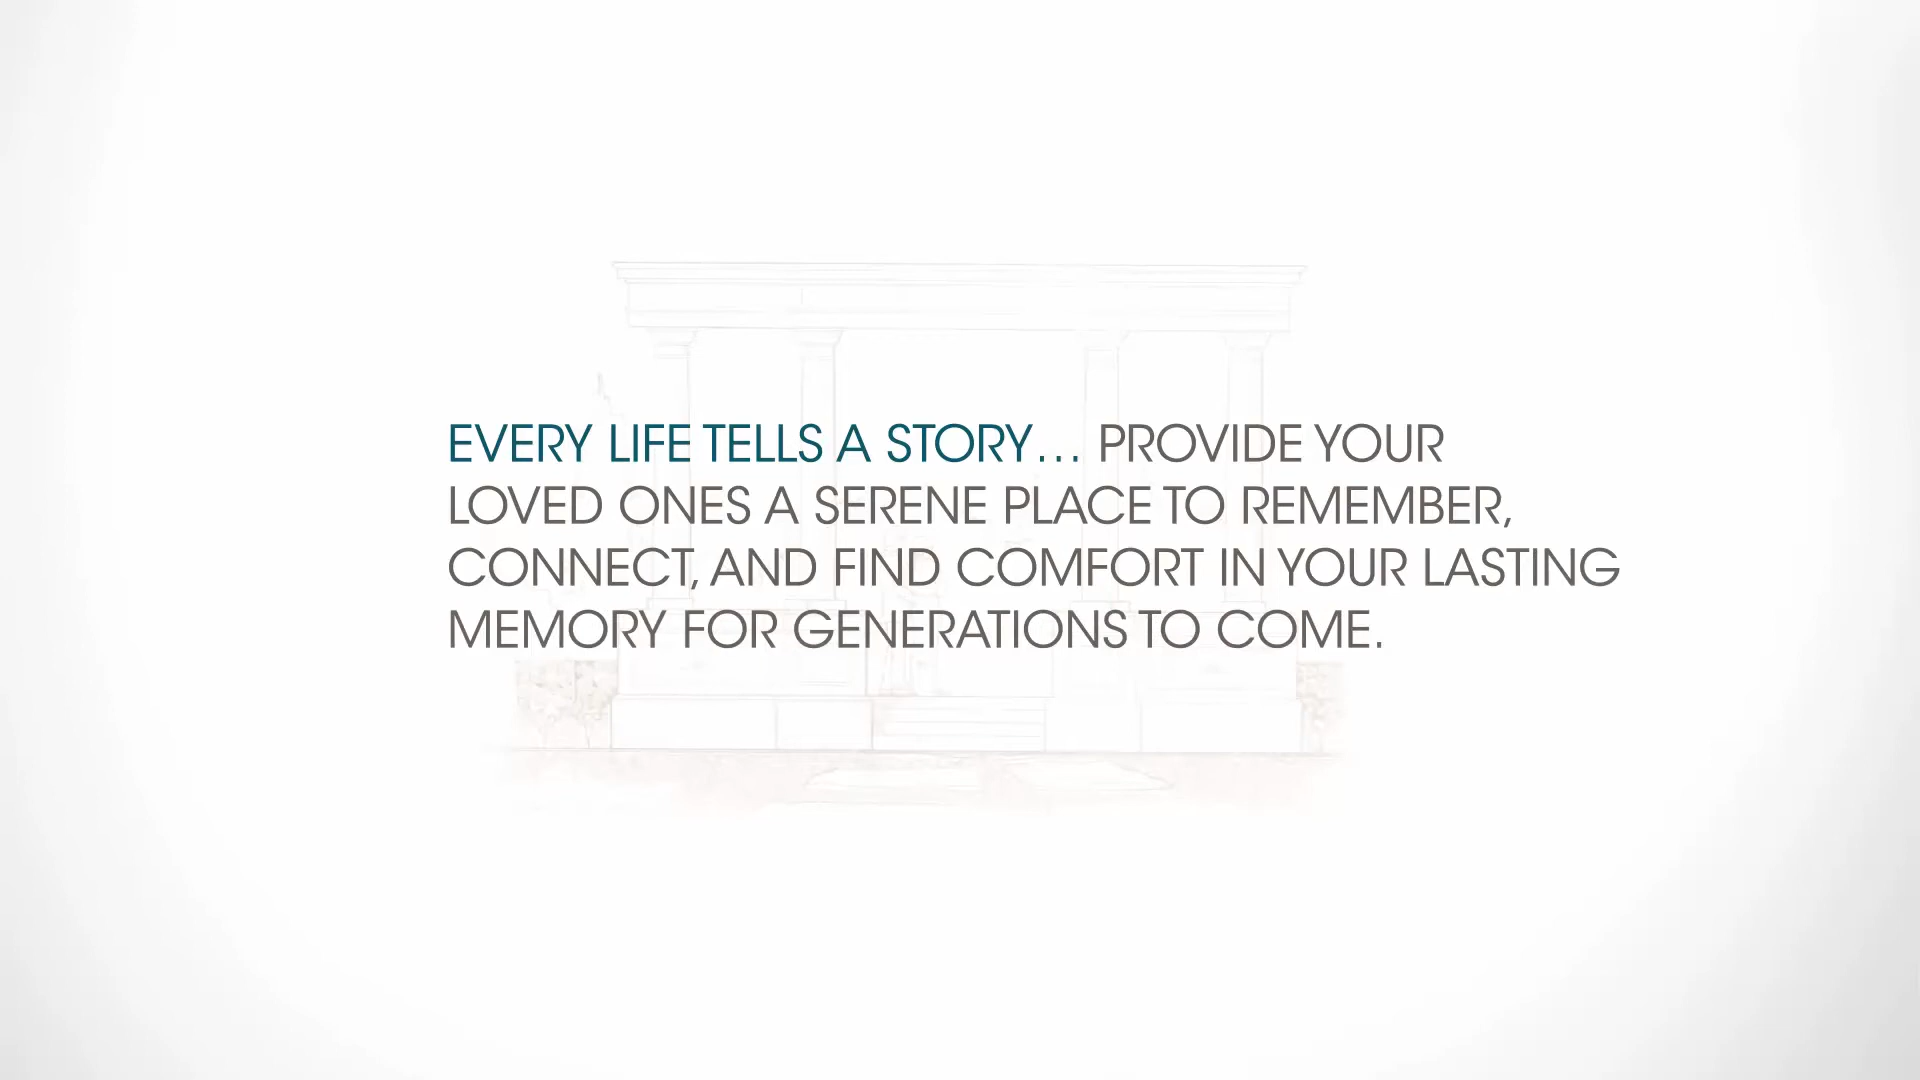 EVERY LIFE TELLS A STORY... PROVIDE YOUR
LOVED ONES A SERENE PLACE TO REMEMBER,
CONNECT, AND FIND COMFORT IN YOUR LASTING
MEMORY FOR GENERATIONS TO COME.